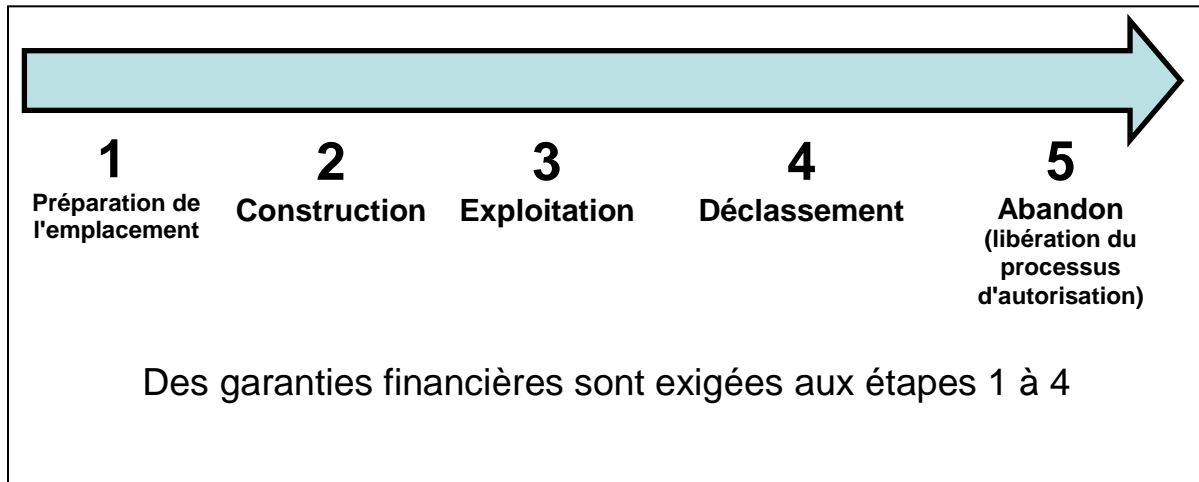 1
Préparation de
l'emplacement
2
Construction
3
Exploitation
4
Déclassement
5
Abandon
(libération du
processus
d'autorisation)
Des garanties financières sont exigées aux étapes 1 à 4